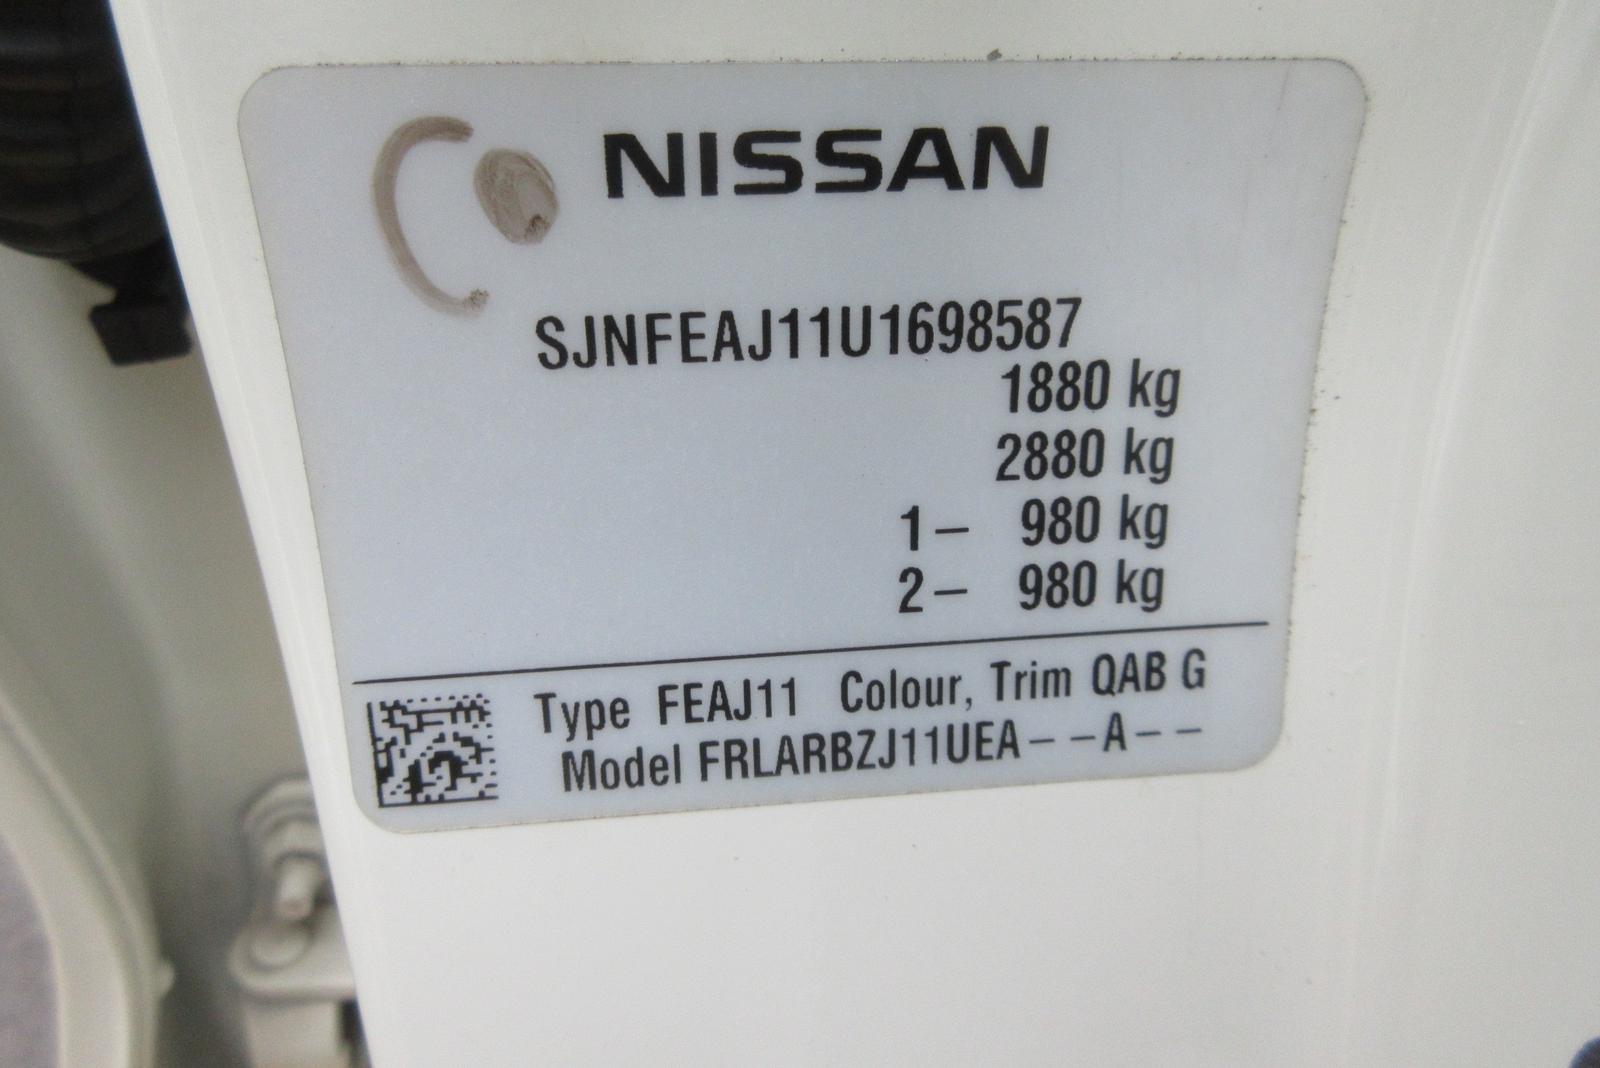 NISSAN
SJNFEAJ11U1698587
1880 kg
2880 kg
1– 980 kg
2– 980 kg
Type FEAJ11 Colour, Trim QAB G
Model FRLARBZJ11UEA––A––